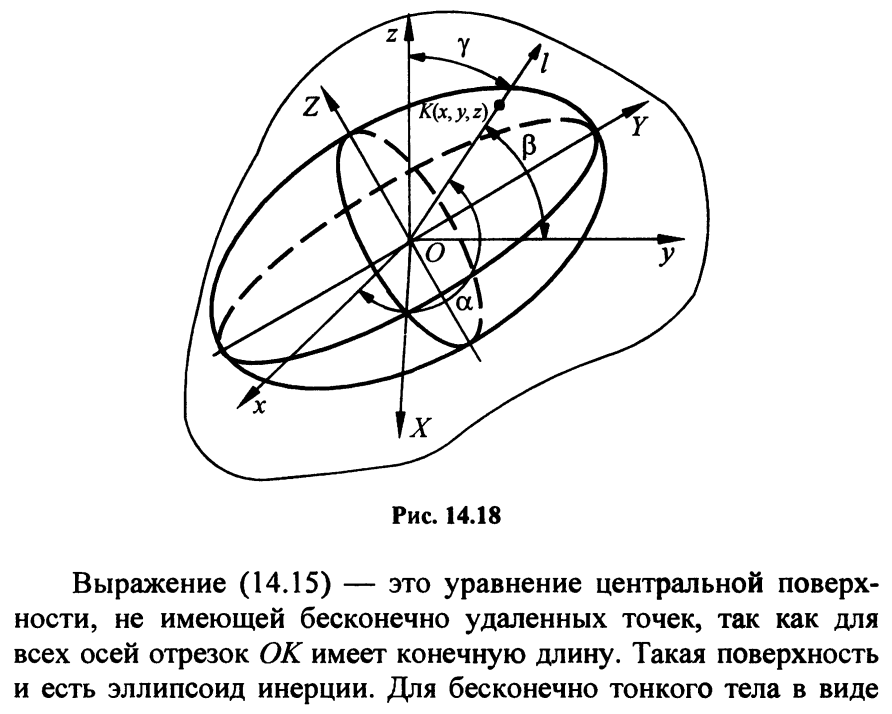 z
γ
l
Z
K(x, y, z)
Y
β
O
y
α
x
X
Рис. 14.18
Выражение (14.15) — это уравнение центральной поверх-
ности, не имеющей бесконечно удаленных точек, так как для
всех осей отрезок OK имеет конечную длину. Такая поверхность
и есть эллипсоид инерции. Для бесконечно тонкого тела в виде